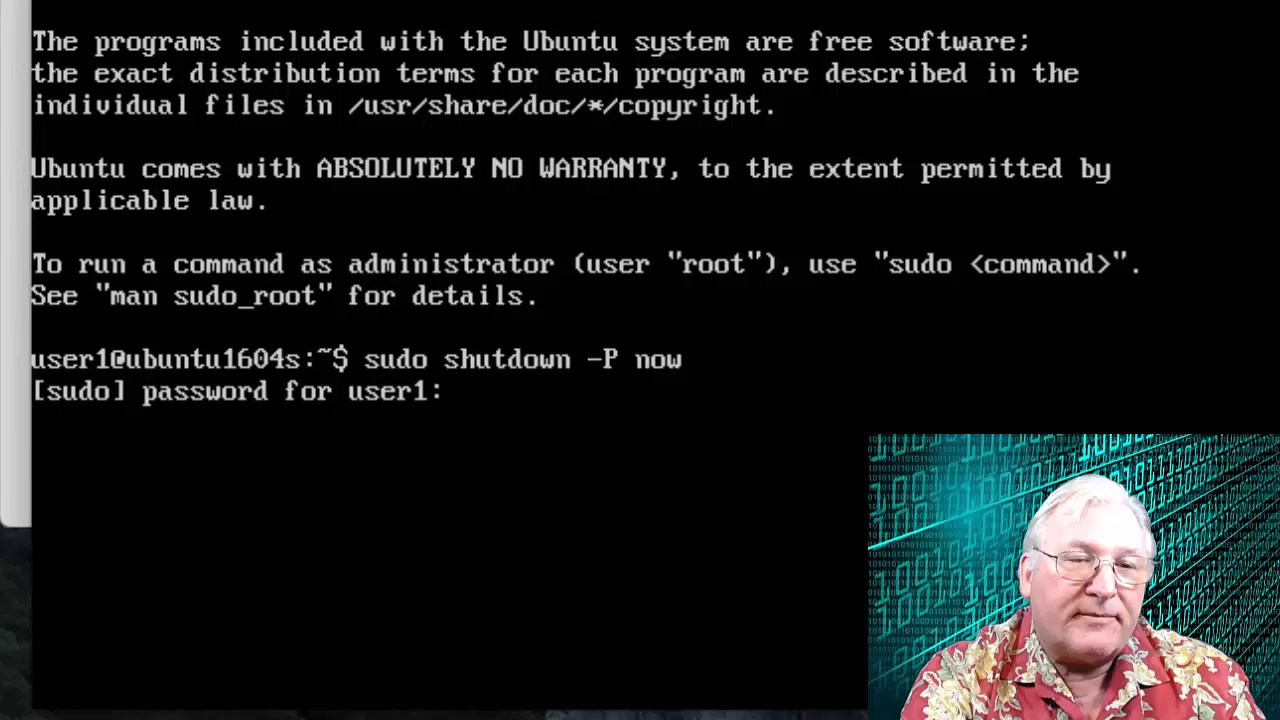 The programs included with the Ubuntu system are free software;
the exact distribution terms for each program are described in the
individual files in /usr/share/doc/*/copyright.
Ubuntu comes with ABSOLUTELY NO WARRANTY, to the extent permitted by
applicable law.
To run a command as administrator (user "root"), use "sudo <command>".
See "man sudo_root" for details.
user1@ubuntu1604s:~$ sudo shutdown -P now
[sudo] password for user1: